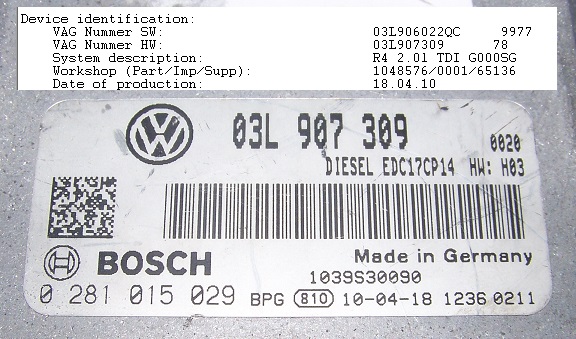 Device identification:
VAG Nummer SW: 03L906022QC 9977
VAG Nummer HW: 03L907309 78
System description: R4 2.0l TDI G000SG
Workshop (Part/Imp/Supp): 1048576/0001/65136
Date of production: 18.04.10
03L 907 309 0020
DIESEL EDC17CP14 HW: H03
BOSCH Made in Germany
1039S30090
0 281 015 029 BPG 810 10-04-18 1236 0211